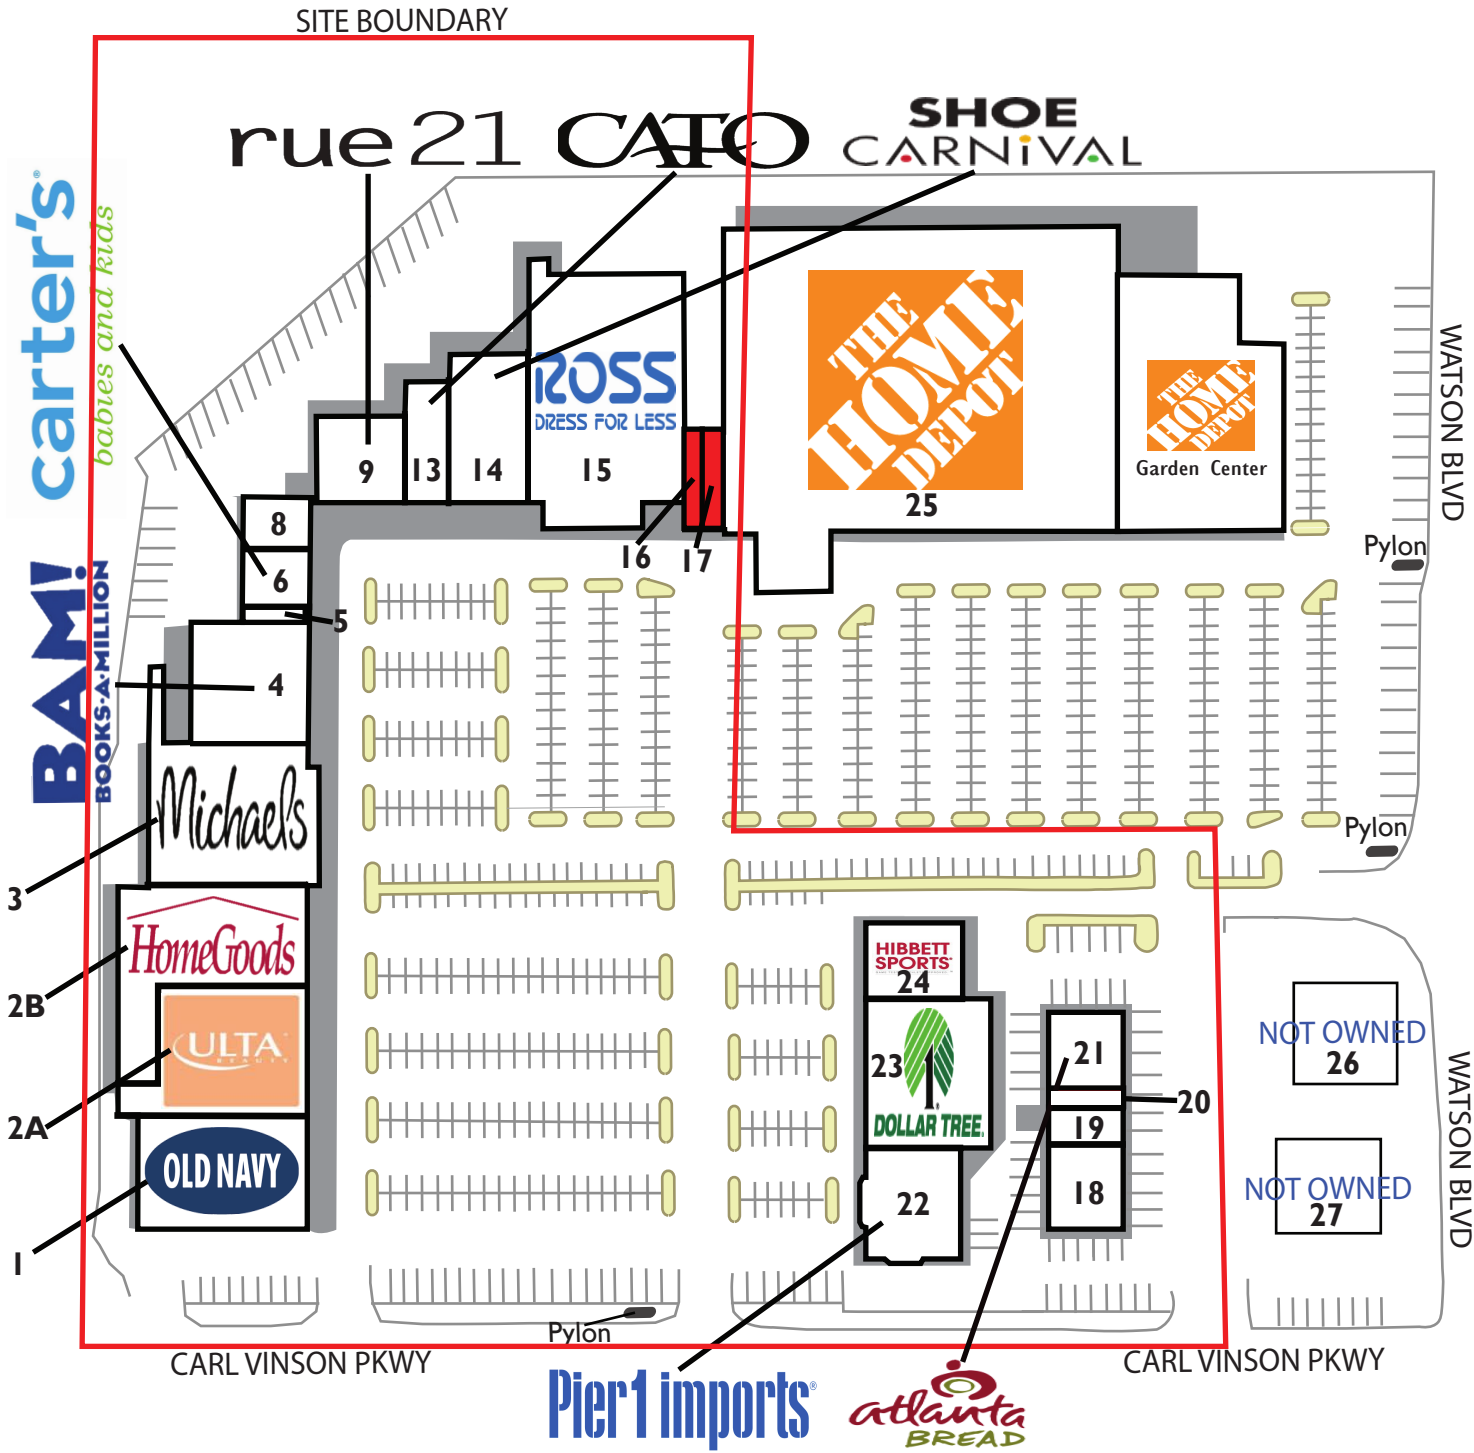 SITE BOUNDARY
rue 21
CATO
SHOE
CARNiVAL
carter's®
babies and kids
BAM!
BOOKS·A·MILLION
ROSS
DRESS FOR LESS
THE
HOME
DEPOT
THE
HOME
DEPOT
Garden Center
9
13
14
15
25
16
17
8
6
5
4
WATSON BLVD
Pylon
Pylon
Michaels
3
HomeGoods
2B
ULTA
BEAUTY
2A
OLD NAVY
1
HIBBETT
SPORTS
24
23
DOLLAR TREE.
22
21
20
19
18
NOT OWNED
26
NOT OWNED
27
WATSON BLVD
Pylon
CARL VINSON PKWY
CARL VINSON PKWY
Pier 1 imports®
atlanta
BREAD